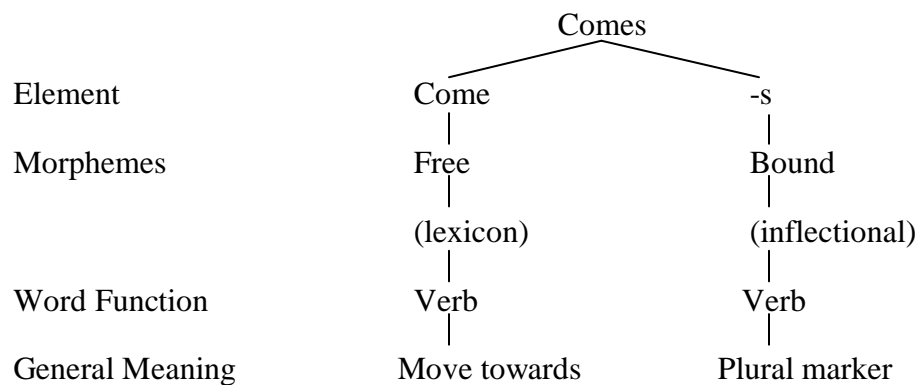 Comes
Element Come -s
Morphemes Free Bound
(lexicon) (inflectional)
Word Function Verb Verb
General Meaning Move towards Plural marker